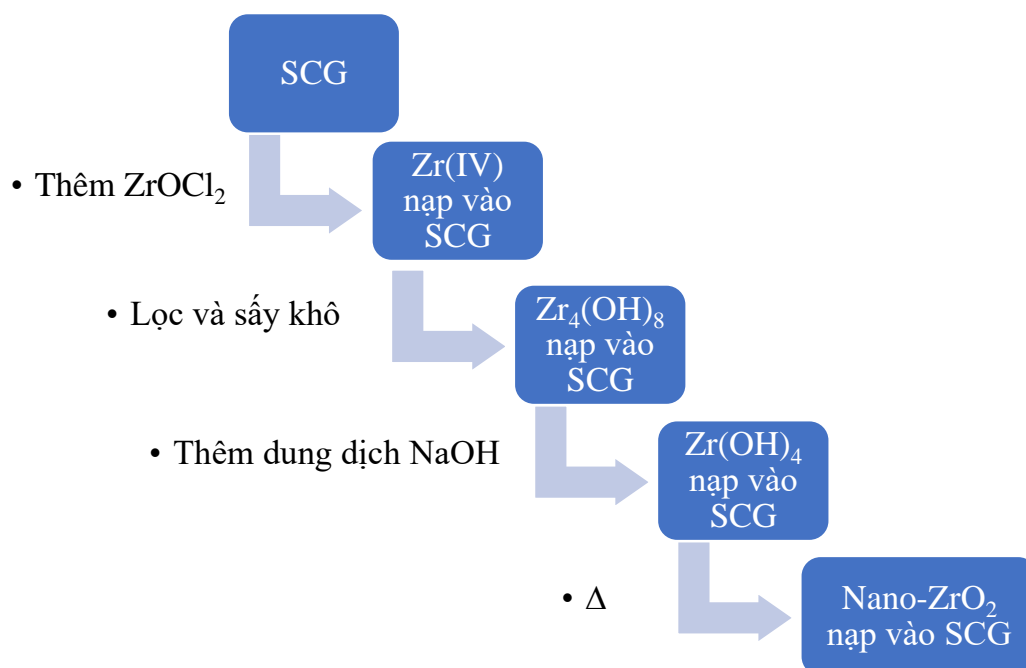 SCG
• Thêm ZrOCl₂
Zr(IV)
nạp vào
SCG
• Lọc và sấy khô
Zr₄(OH)₈
nạp vào
SCG
• Thêm dung dịch NaOH
Zr(OH)₄
nạp vào
SCG
• Δ
Nano-ZrO₂
nạp vào SCG